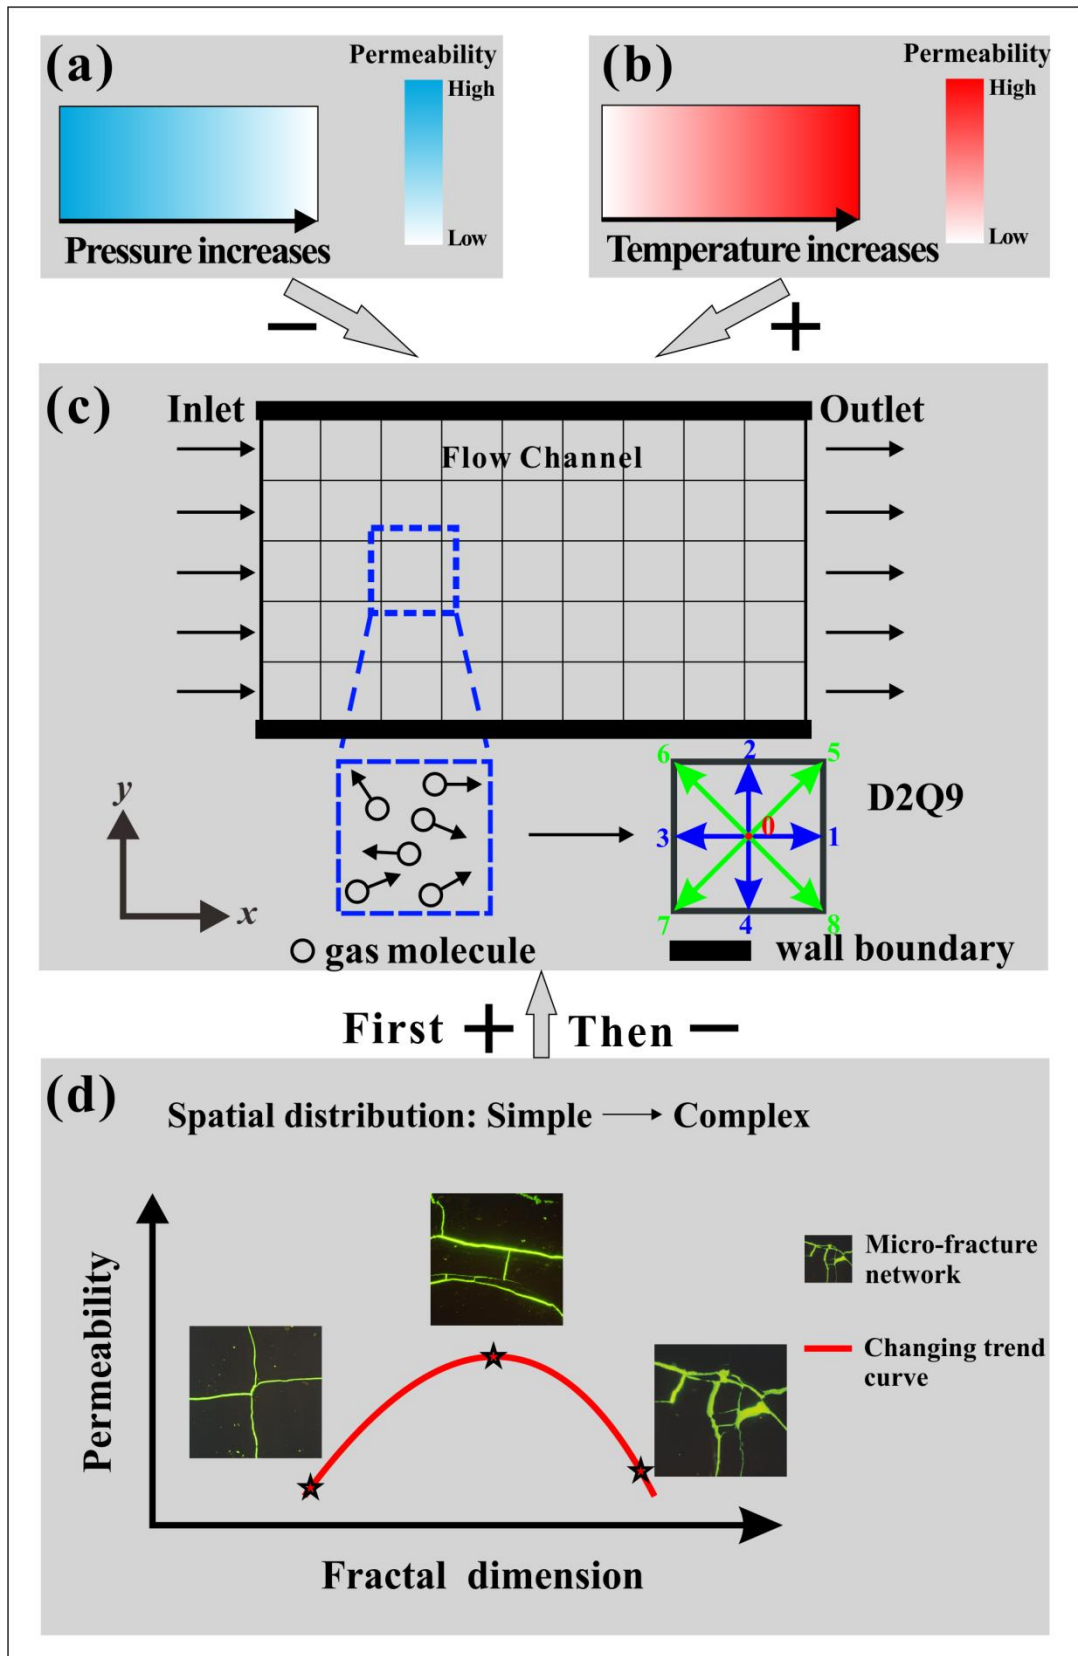 (a)
Permeability
High
Low
Pressure increases
(b)
Permeability
High
Low
Temperature increases
−
+
(c)
Inlet
Outlet
Flow Channel
y
x
6
2
5
3
0
1
7
4
8
D2Q9
gas molecule
wall boundary
First + Then −
(d)
Spatial distribution: Simple → Complex
Permeability
Fractal dimension
Micro-fracture
network
Changing trend
curve